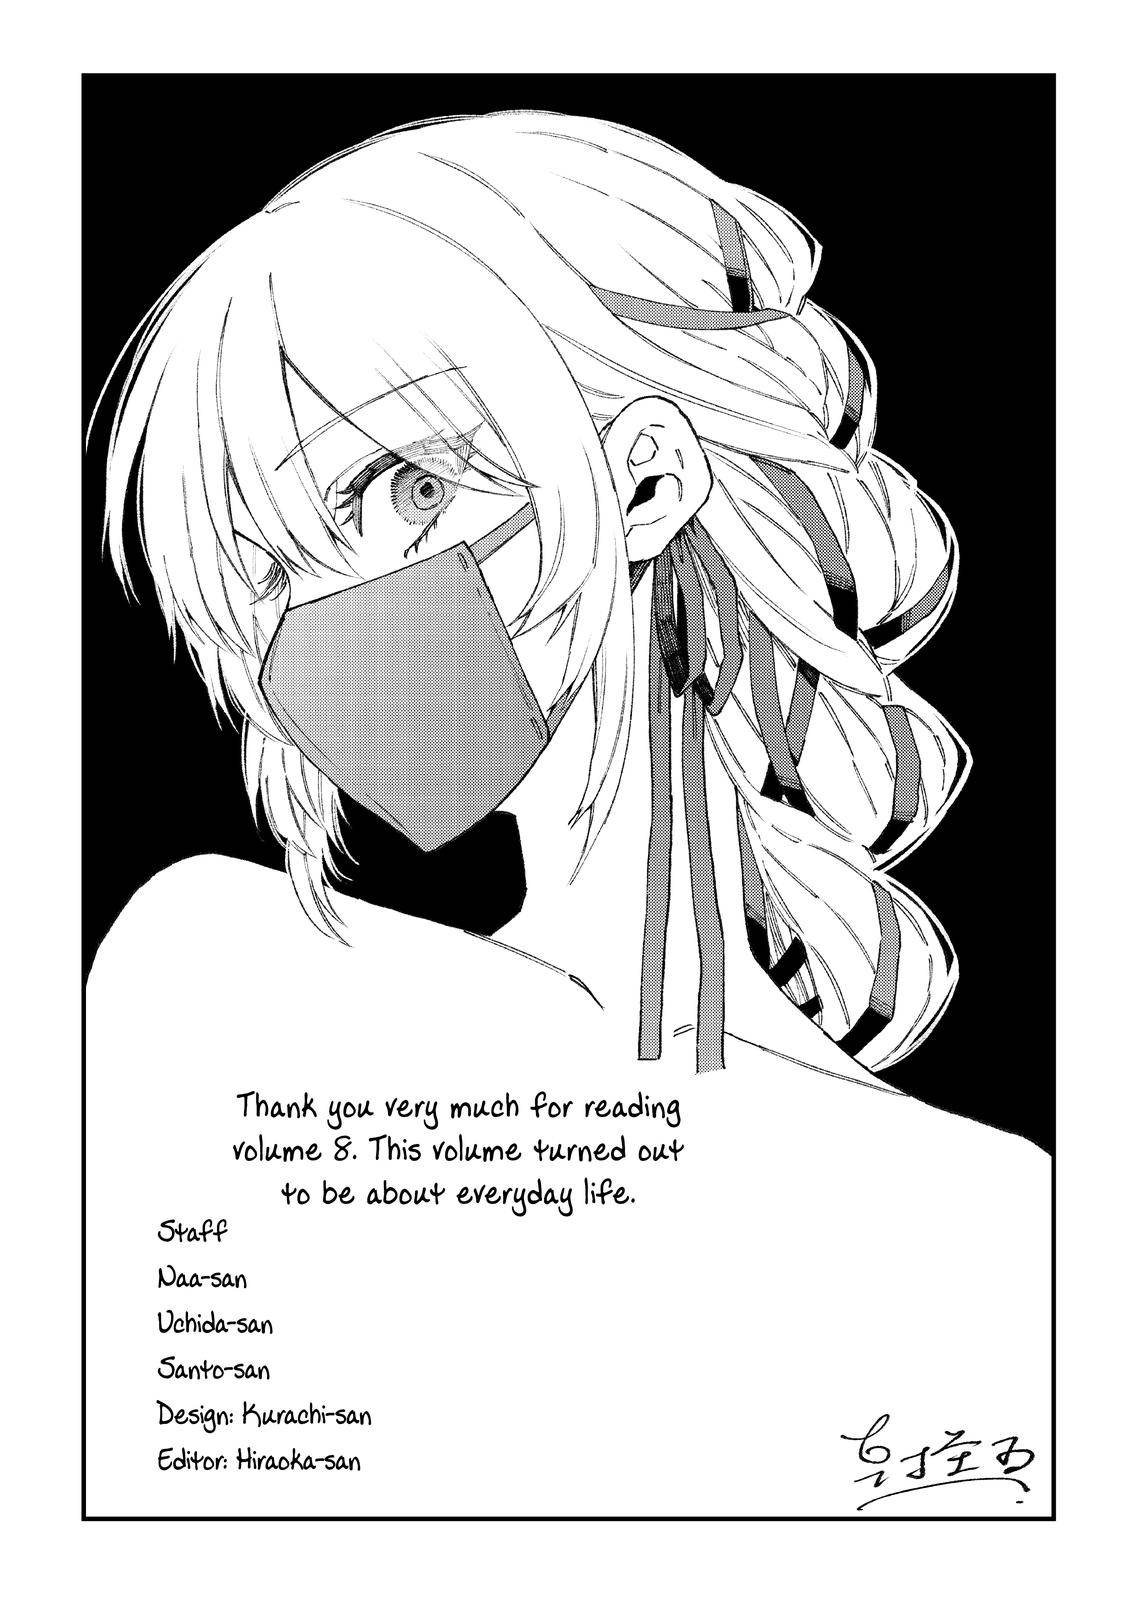 Thank you very much for reading
volume 8. This volume turned out
to be about everyday life.
Staff
Naa-san
Uchida-san
Santo-san
Design: Kurachi-san
Editor: Hiraoka-san